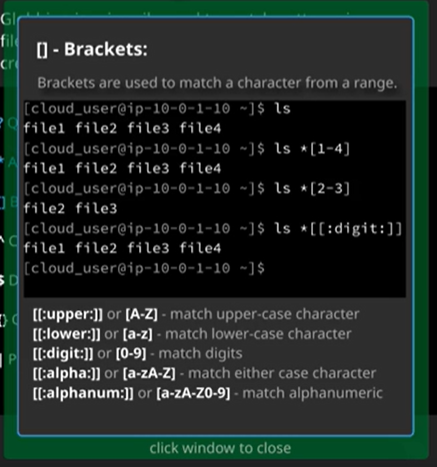 [] - Brackets:
Brackets are used to match a character from a range.
[cloud_user@ip-10-0-1-10 ~]$ ls
file1 file2 file3 file4
[cloud_user@ip-10-0-1-10 ~]$ ls *[1-4]
file1 file2 file3 file4
[cloud_user@ip-10-0-1-10 ~]$ ls *[2-3]
file2 file3
[cloud_user@ip-10-0-1-10 ~]$ ls *[[:digit:]]
file1 file2 file3 file4
[cloud_user@ip-10-0-1-10 ~]$
[[:upper:]] or [A-Z] - match upper-case character
[[:lower:]] or [a-z] - match lower-case character
[[:digit:]] or [0-9] - match digits
[[:alpha:]] or [a-zA-Z] - match either case character
[[:alphanum:]] or [a-zA-Z0-9] - match alphanumeric
click window to close